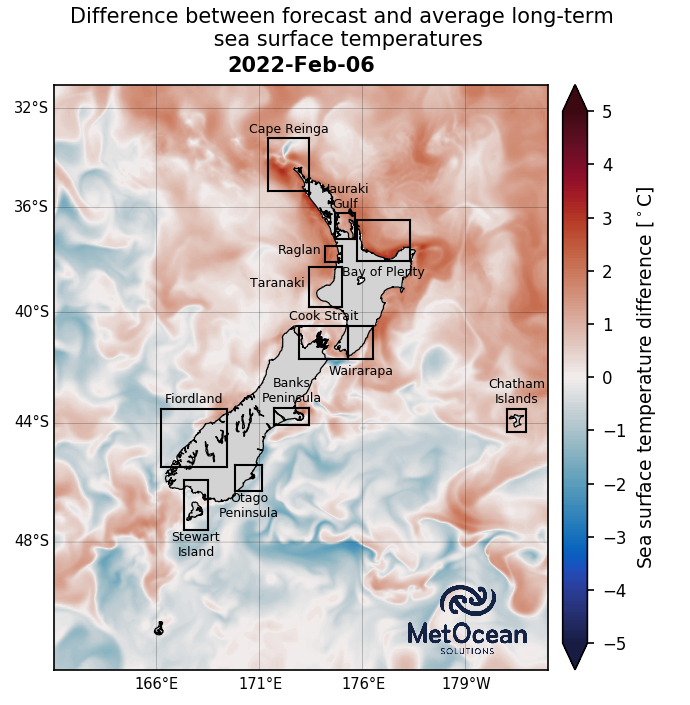 Difference between forecast and average long-term
sea surface temperatures
2022-Feb-06
32°S
36°S
40°S
44°S
48°S
Cape Reinga
Hauraki
Gulf
Raglan
Bay of Plenty
Taranaki
Cook Strait
Wairarapa
Banks
Peninsula
Fiordland
Chatham
Islands
Otago
Peninsula
Stewart
Island
MetOcean
SOLUTIONS
166°E
171°E
176°E
179°W
5
4
3
2
1
0
−1
−2
−3
−4
−5
Sea surface temperature difference [°C]